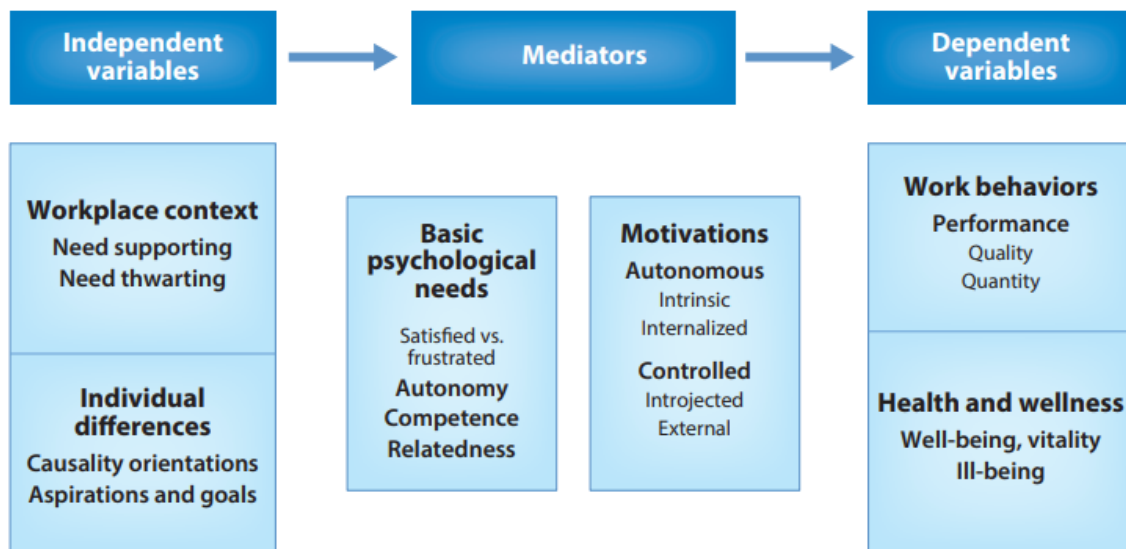 Independent
variables
Mediators
Dependent
variables
Workplace context
Need supporting
Need thwarting
Individual
differences
Causality orientations
Aspirations and goals
Basic
psychological
needs
Satisfied vs.
frustrated
Autonomy
Competence
Relatedness
Motivations
Autonomous
Intrinsic
Internalized
Controlled
Introjected
External
Work behaviors
Performance
Quality
Quantity
Health and wellness
Well-being, vitality
Ill-being